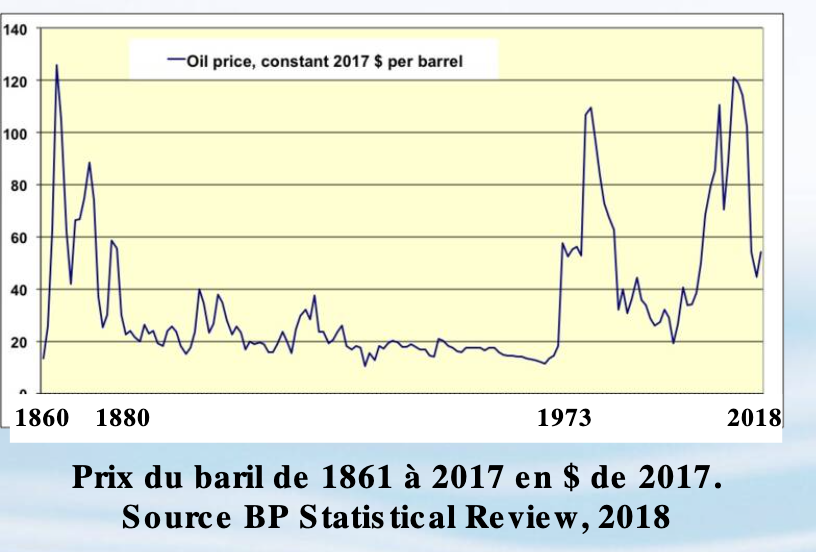 140
Oil price, constant 2017 $ per barrel
120
100
80
60
40
20
1860 1880 1973 2018
Prix du baril de 1861 à 2017 en $ de 2017.
Source BP Statistical Review, 2018